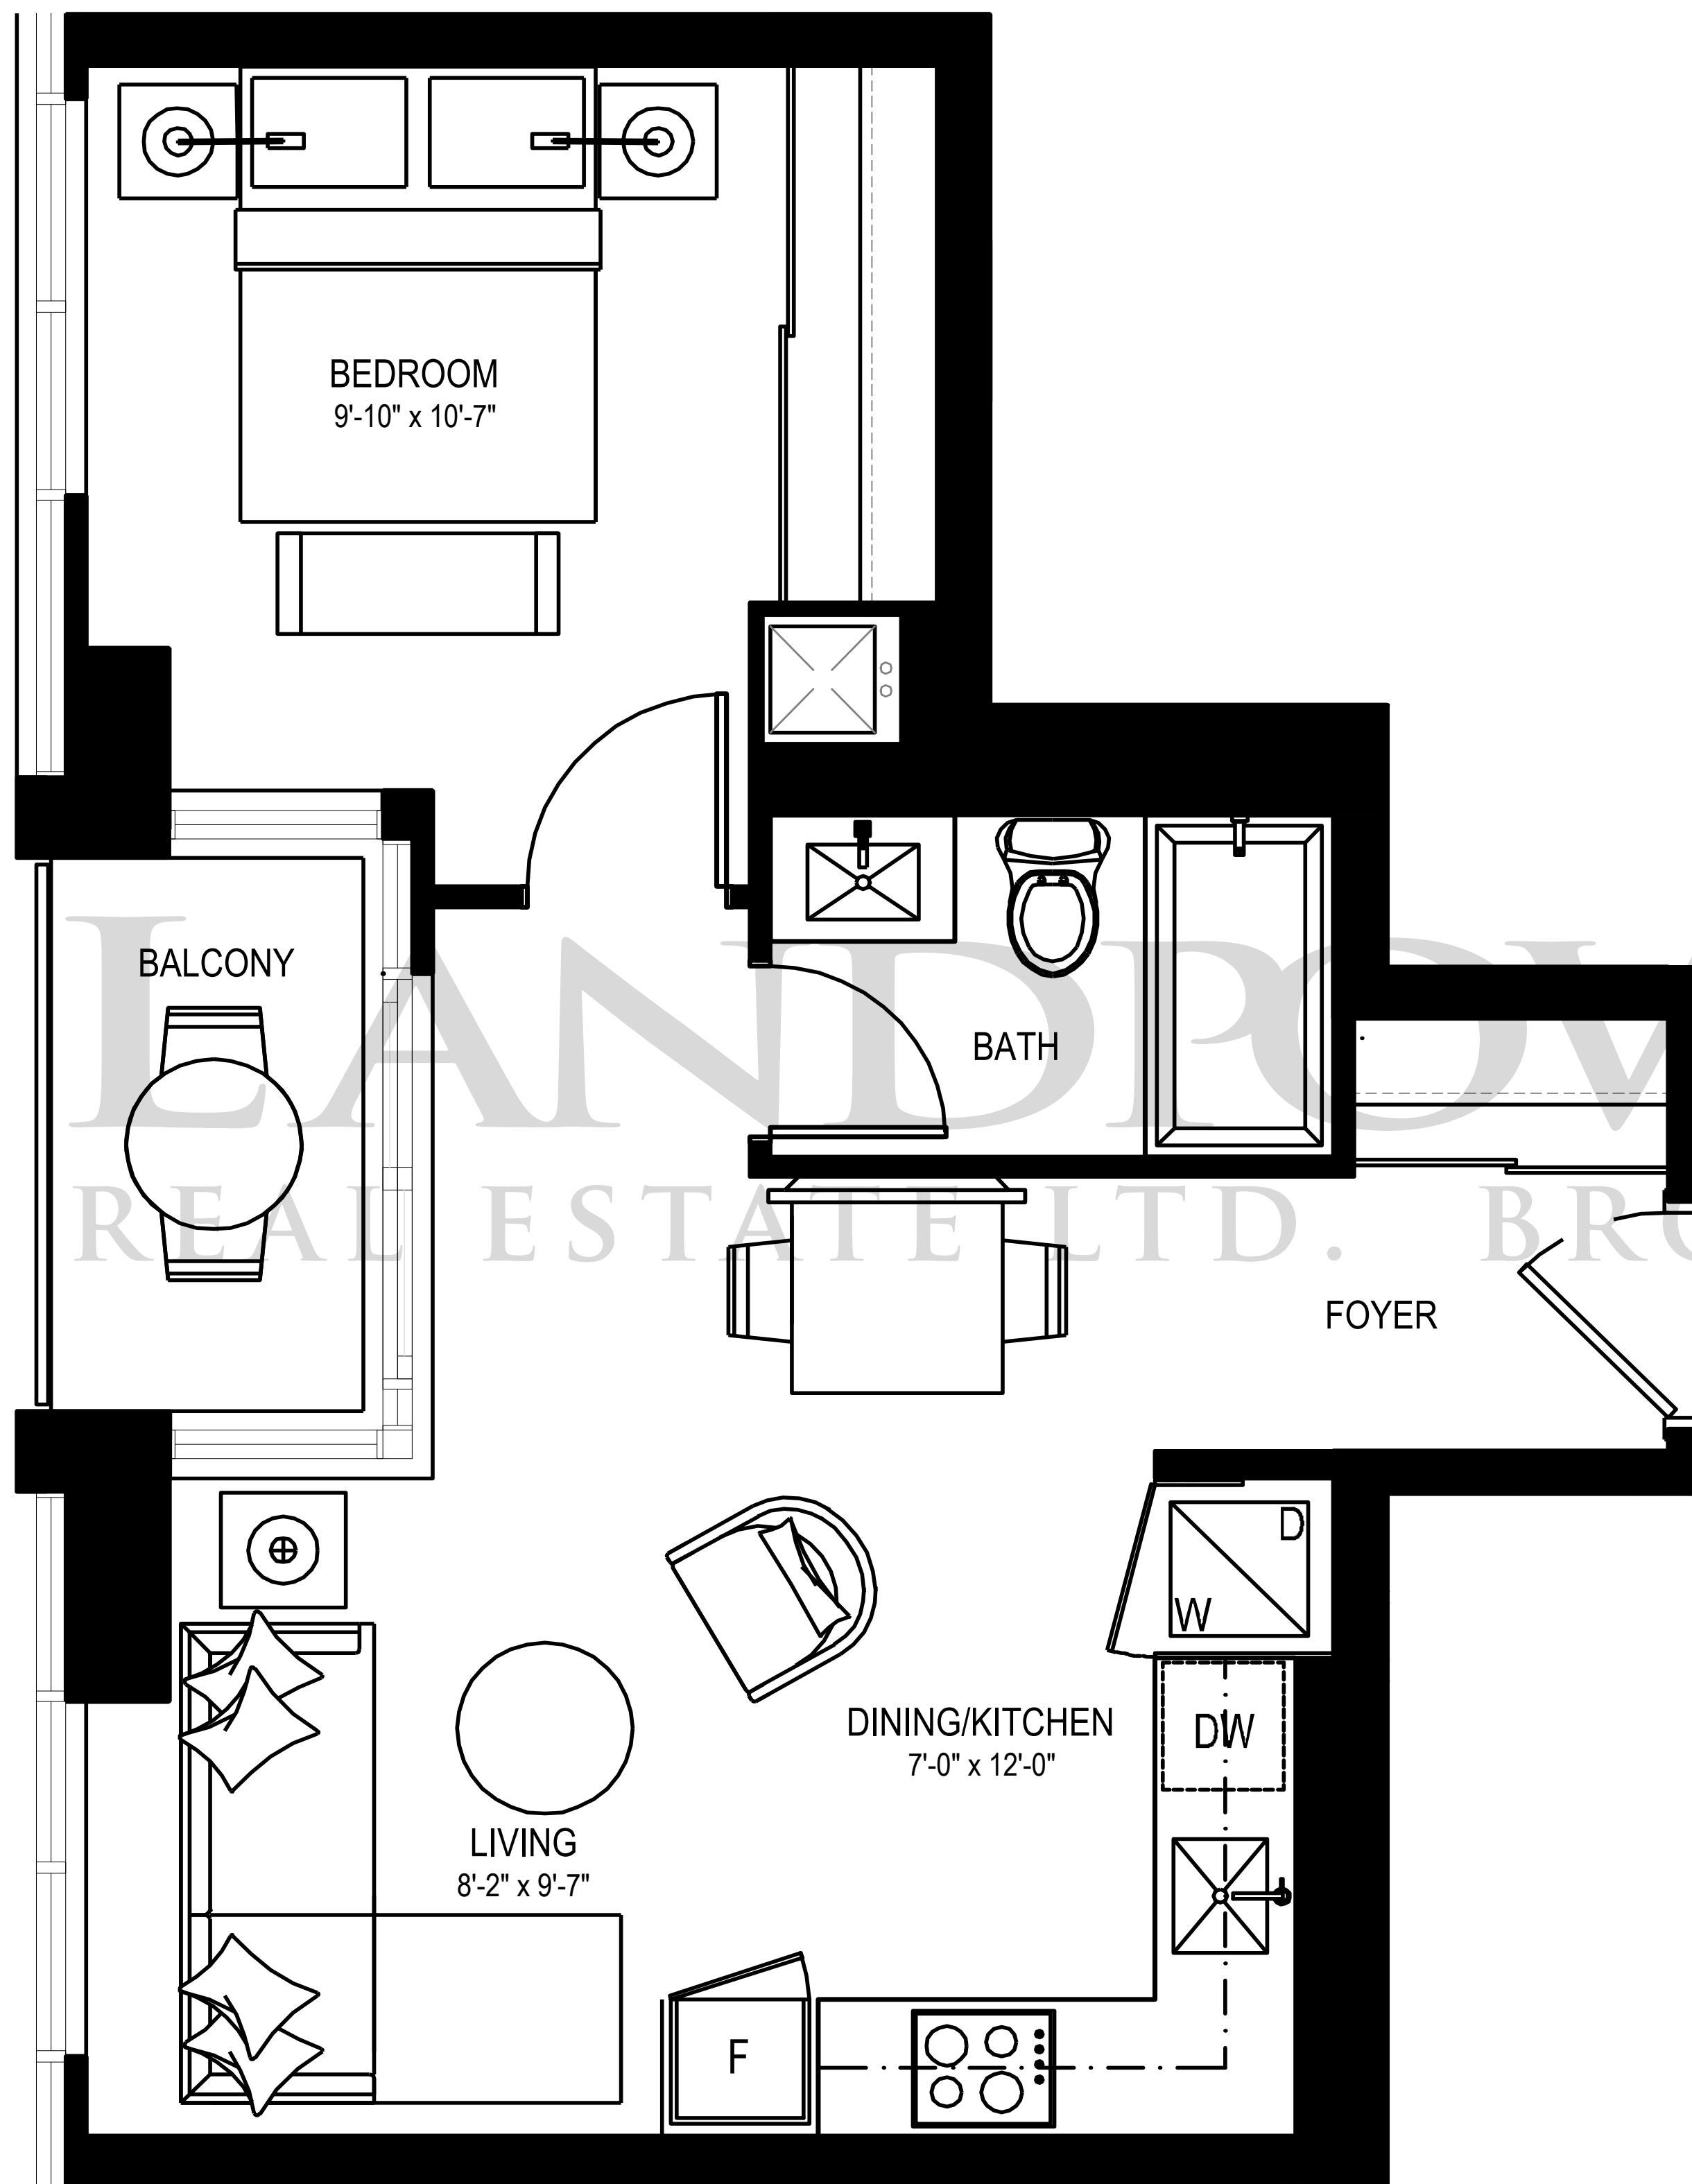 BEDROOM
9'-10" x 10'-7"
BALCONY
BATH
FOYER
D
W
DINING/KITCHEN
7'-0" x 12'-0"
DW
LIVING
8'-2" x 9'-7"
F
REAL ESTATE LTD.